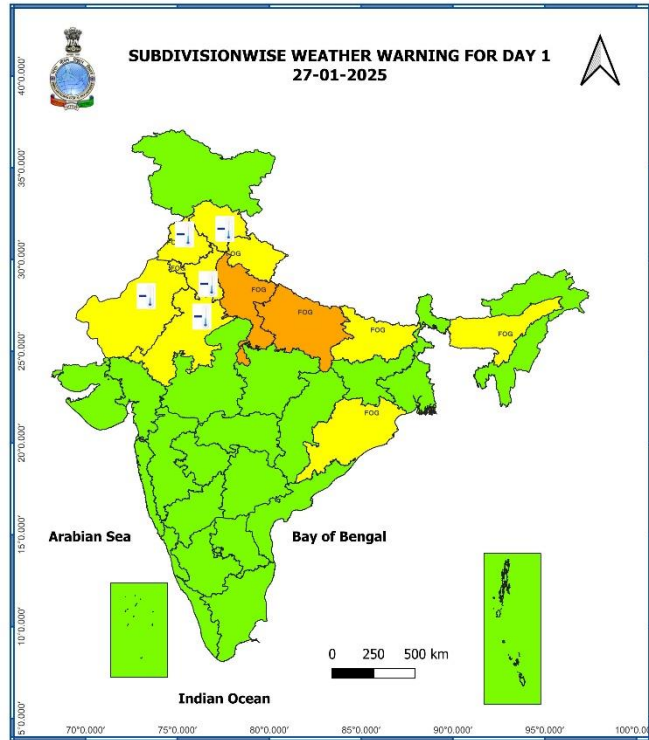 SUBDIVISIONWISE WEATHER WARNING FOR DAY 1
27-01-2025
40°0.000'
35°0.000'
30°0.000'
25°0.000'
20°0.000'
15°0.000'
10°0.000'
5°0.000'
FOG
FOG
FOG
FOG
FOG
FOG
FOG
Arabian Sea
Bay of Bengal
0 250 500 km
Indian Ocean
70°0.000' 75°0.000' 80°0.000' 85°0.000' 90°0.000' 95°0.000' 100°0.0